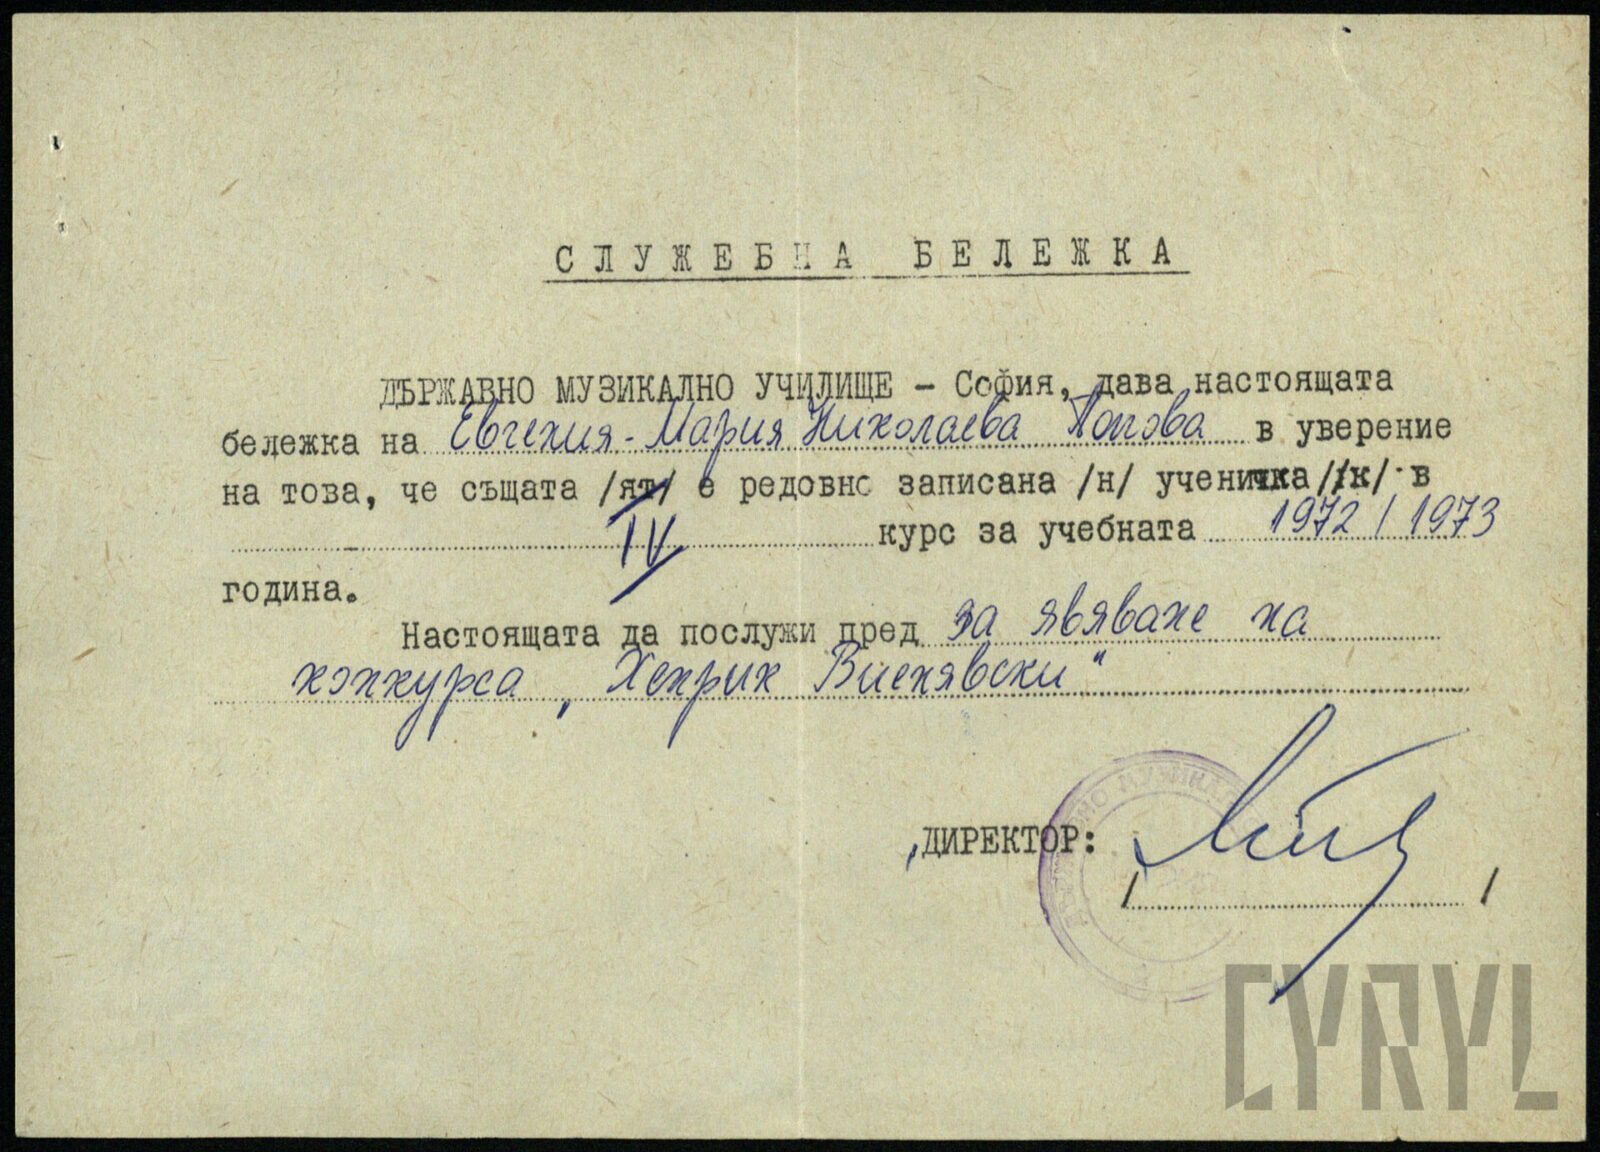 СЛУЖЕБНА БЕЛЕЖКА
ДЪРЖАВНО МУЗИКАЛНО УЧИЛИЩЕ - София, дава настоящата
бележка на Евгения-Мария Николаева Попова в уверение
на това, че същата /ят/ е редовно записана /н/ ученичка //к/ в
IV курс за учебната 1972 / 1973
година.
Настоящата да послужи пред за явяване на
конкурса „Хенрик Виенявски"
ДИРЕКТОР:
/ /
CYRYL